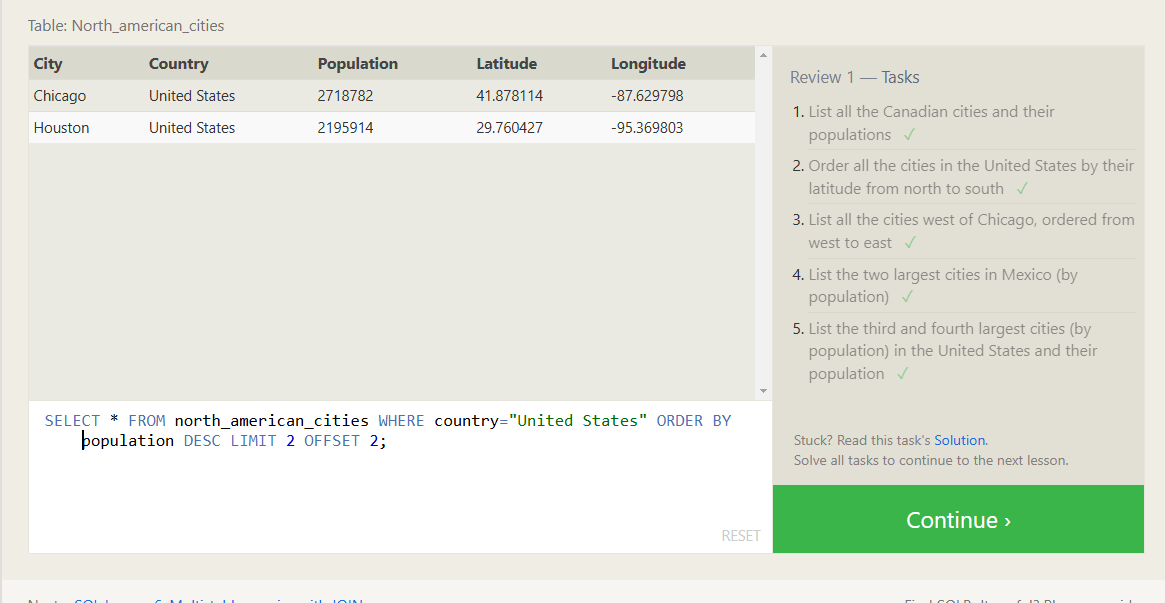 Table: North_american_cities
City Country Population Latitude Longitude
Chicago United States 2718782 41.878114 -87.629798
Houston United States 2195914 29.760427 -95.369803
SELECT * FROM north_american_cities WHERE country="United States" ORDER BY
population DESC LIMIT 2 OFFSET 2;
RESET
Review 1 — Tasks
1. List all the Canadian cities and their
populations ✓
2. Order all the cities in the United States by their
latitude from north to south ✓
3. List all the cities west of Chicago, ordered from
west to east ✓
4. List the two largest cities in Mexico (by
population) ✓
5. List the third and fourth largest cities (by
population) in the United States and their
population ✓
Stuck? Read this task's Solution.
Solve all tasks to continue to the next lesson.
Continue ›